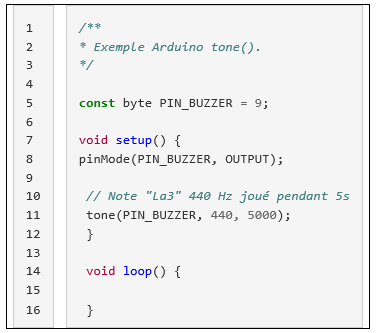 1 /**
2 * Exemple Arduino tone().
3 */
4
5 const byte PIN_BUZZER = 9;
6
7 void setup() {
8 pinMode(PIN_BUZZER, OUTPUT);
9
10 // Note "La3" 440 Hz joué pendant 5s
11 tone(PIN_BUZZER, 440, 5000);
12 }
13
14 void loop() {
15
16 }